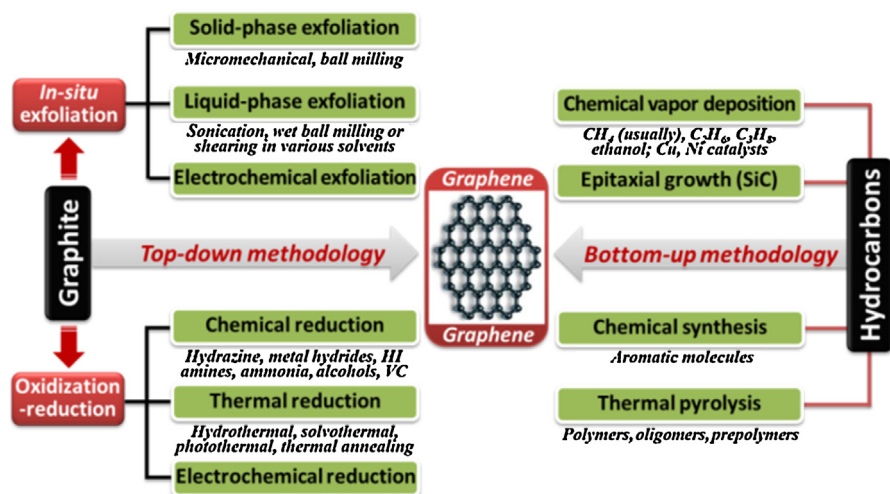 Solid-phase exfoliation
Micromechanical, ball milling
In-situ
exfoliation
Liquid-phase exfoliation
Sonication, wet ball milling or
shearing in various solvents
Electrochemical exfoliation
Graphite
Top-down methodology
Chemical reduction
Hydrazine, metal hydrides, HI
amines, ammonia, alcohols, VC
Oxidization
-reduction
Thermal reduction
Hydrothermal, solvothermal,
photothermal, thermal annealing
Electrochemical reduction
Graphene
Graphene
Chemical vapor deposition
CH₄ (usually), C₂H₆, C₃H₈,
ethanol; Cu, Ni catalysts
Epitaxial growth (SiC)
Bottom-up methodology
Hydrocarbons
Chemical synthesis
Aromatic molecules
Thermal pyrolysis
Polymers, oligomers, prepolymers